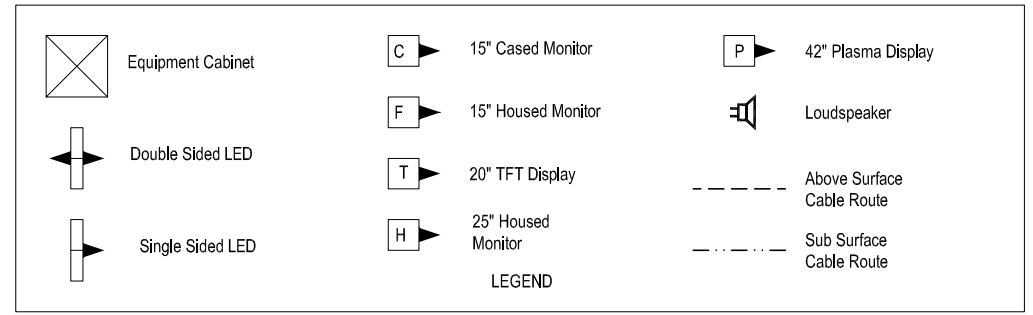 Equipment Cabinet
Double Sided LED
Single Sided LED
C 15" Cased Monitor
F 15" Housed Monitor
T 20" TFT Display
H 25" Housed
Monitor
P 42" Plasma Display
Loudspeaker
Above Surface
Cable Route
Sub Surface
Cable Route
LEGEND